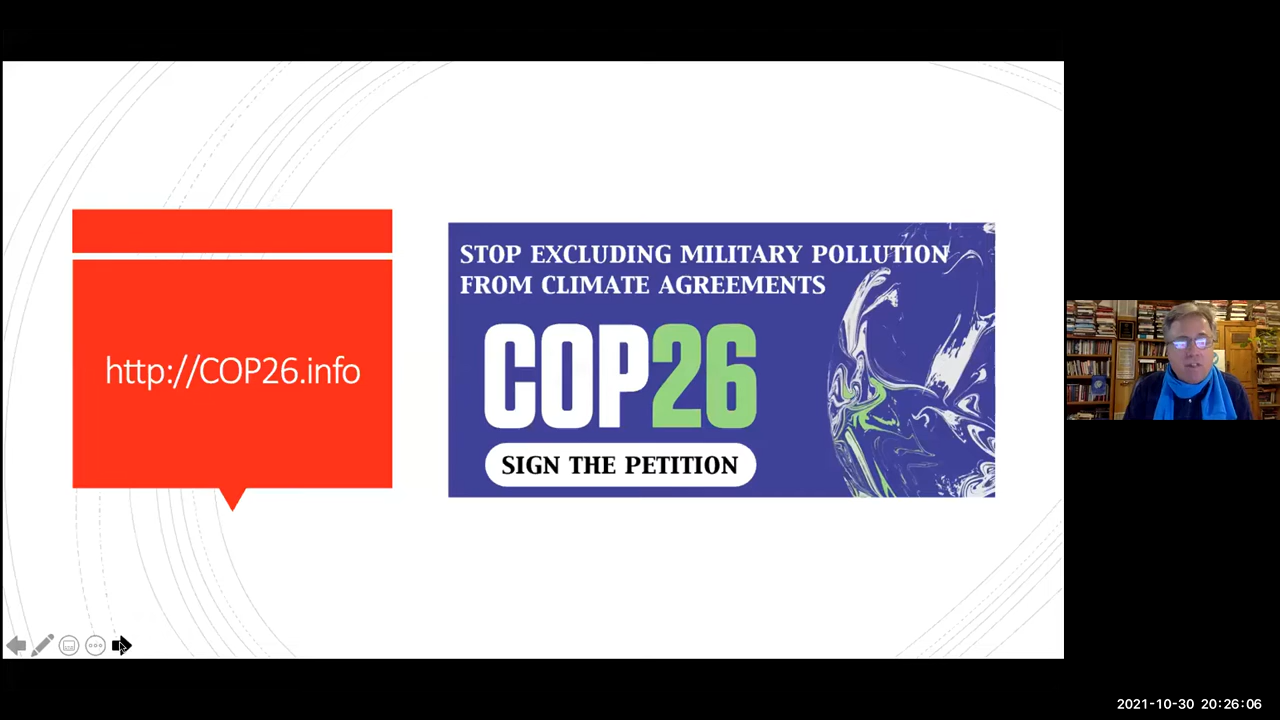 http://COP26.info
STOP EXCLUDING MILITARY POLLUTION
FROM CLIMATE AGREEMENTS
COP26
SIGN THE PETITION
2021-10-30 20:26:06